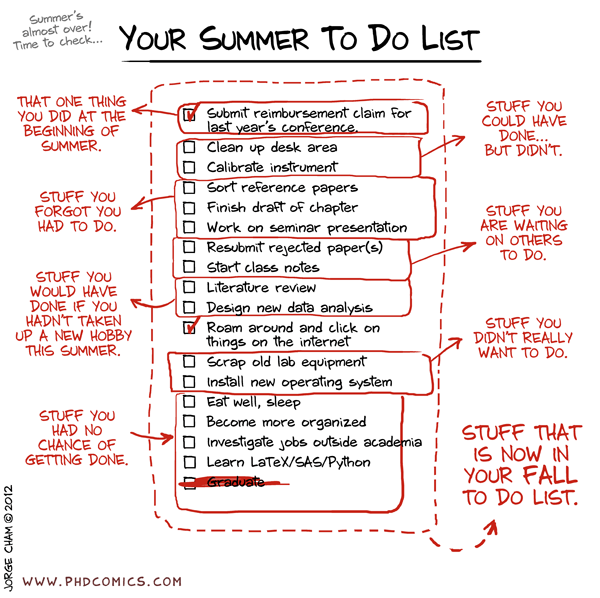 Summer's
almost over!
Time to check...
YOUR SUMMER TO DO LIST
THAT ONE THING
YOU DID AT THE
BEGINNING OF
SUMMER.
Submit reimbursement claim for
last year's conference.
Clean up desk area
Calibrate instrument
STUFF YOU
COULD HAVE
DONE...
BUT DIDN'T.
Sort reference papers
Finish draft of chapter
Work on seminar presentation
STUFF YOU
FORGOT YOU
HAD TO DO.
Resubmit rejected paper(s)
Start class notes
STUFF YOU
ARE WAITING
ON OTHERS
TO DO.
Literature review
Design new data analysis
STUFF YOU
WOULD HAVE
DONE IF YOU
HADN'T TAKEN
UP A NEW HOBBY
THIS SUMMER.
Roam around and click on
things on the internet
Scrap old lab equipment
Install new operating system
STUFF YOU
DIDN'T REALLY
WANT TO DO.
Eat well, sleep
Become more organized
Investigate jobs outside academia
Learn LaTeX/SAS/Python
Graduate
STUFF YOU
HAD NO
CHANCE OF
GETTING DONE.
STUFF THAT
IS NOW IN
YOUR FALL
TO DO LIST.
JORGE CHAM © 2012
WWW.PHDCOMICS.COM